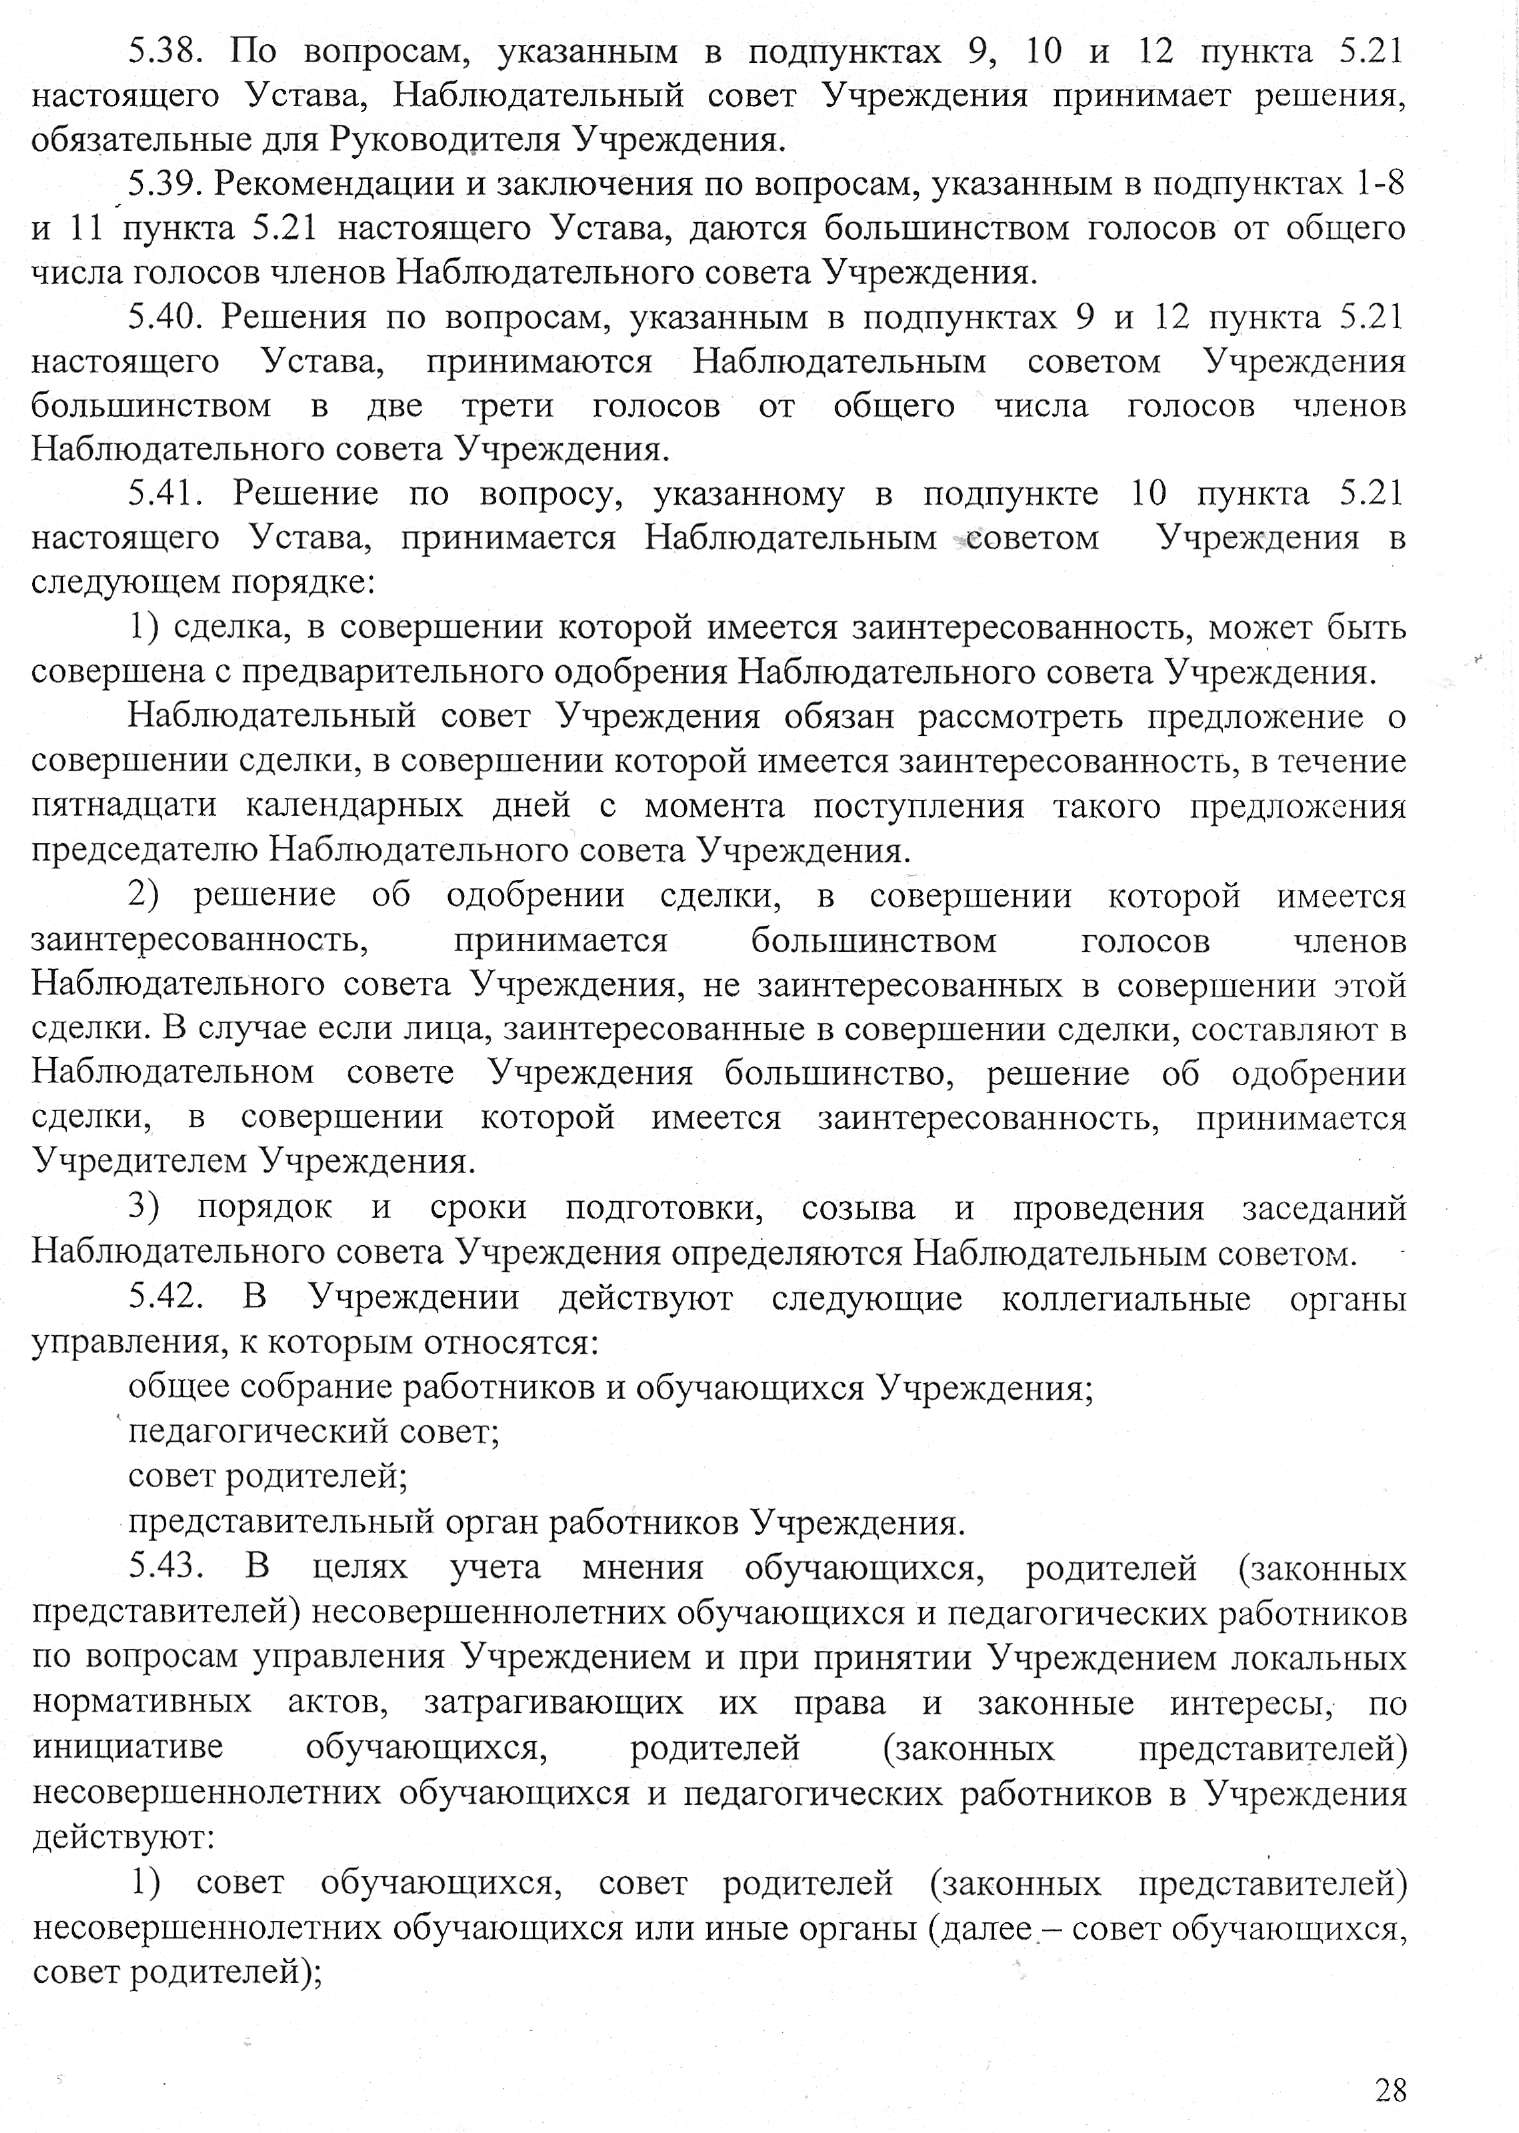 5.38. По вопросам, указанным в подпунктах 9, 10 и 12 пункта 5.21
настоящего Устава, Наблюдательный совет Учреждения принимает решения,
обязательные для Руководителя Учреждения.
5.39. Рекомендации и заключения по вопросам, указанным в подпунктах 1-8
и 11 пункта 5.21 настоящего Устава, даются большинством голосов от общего
числа голосов членов Наблюдательного совета Учреждения.
5.40. Решения по вопросам, указанным в подпунктах 9 и 12 пункта 5.21
настоящего Устава, принимаются Наблюдательным советом Учреждения
большинством в две трети голосов от общего числа голосов членов
Наблюдательного совета Учреждения.
5.41. Решение по вопросу, указанному в подпункте 10 пункта 5.21
настоящего Устава, принимается Наблюдательным советом Учреждения в
следующем порядке:
1) сделка, в совершении которой имеется заинтересованность, может быть
совершена с предварительного одобрения Наблюдательного совета Учреждения.
Наблюдательный совет Учреждения обязан рассмотреть предложение о
совершении сделки, в совершении которой имеется заинтересованность, в течение
пятнадцати календарных дней с момента поступления такого предложения
председателю Наблюдательного совета Учреждения.
2) решение об одобрении сделки, в совершении которой имеется
заинтересованность, принимается большинством голосов членов
Наблюдательного совета Учреждения, не заинтересованных в совершении этой
сделки. В случае если лица, заинтересованные в совершении сделки, составляют в
Наблюдательном совете Учреждения большинство, решение об одобрении
сделки, в совершении которой имеется заинтересованность, принимается
Учредителем Учреждения.
3) порядок и сроки подготовки, созыва и проведения заседаний
Наблюдательного совета Учреждения определяются Наблюдательным советом.
5.42. В Учреждении действуют следующие коллегиальные органы
управления, к которым относятся:
общее собрание работников и обучающихся Учреждения;
педагогический совет;
совет родителей;
представительный орган работников Учреждения.
5.43. В целях учета мнения обучающихся, родителей (законных
представителей) несовершеннолетних обучающихся и педагогических работников
по вопросам управления Учреждением и при принятии Учреждением локальных
нормативных актов, затрагивающих их права и законные интересы, по
инициативе обучающихся, родителей (законных представителей)
несовершеннолетних обучающихся и педагогических работников в Учреждения
действуют:
1) совет обучающихся, совет родителей (законных представителей)
несовершеннолетних обучающихся или иные органы (далее – совет обучающихся,
совет родителей);
28